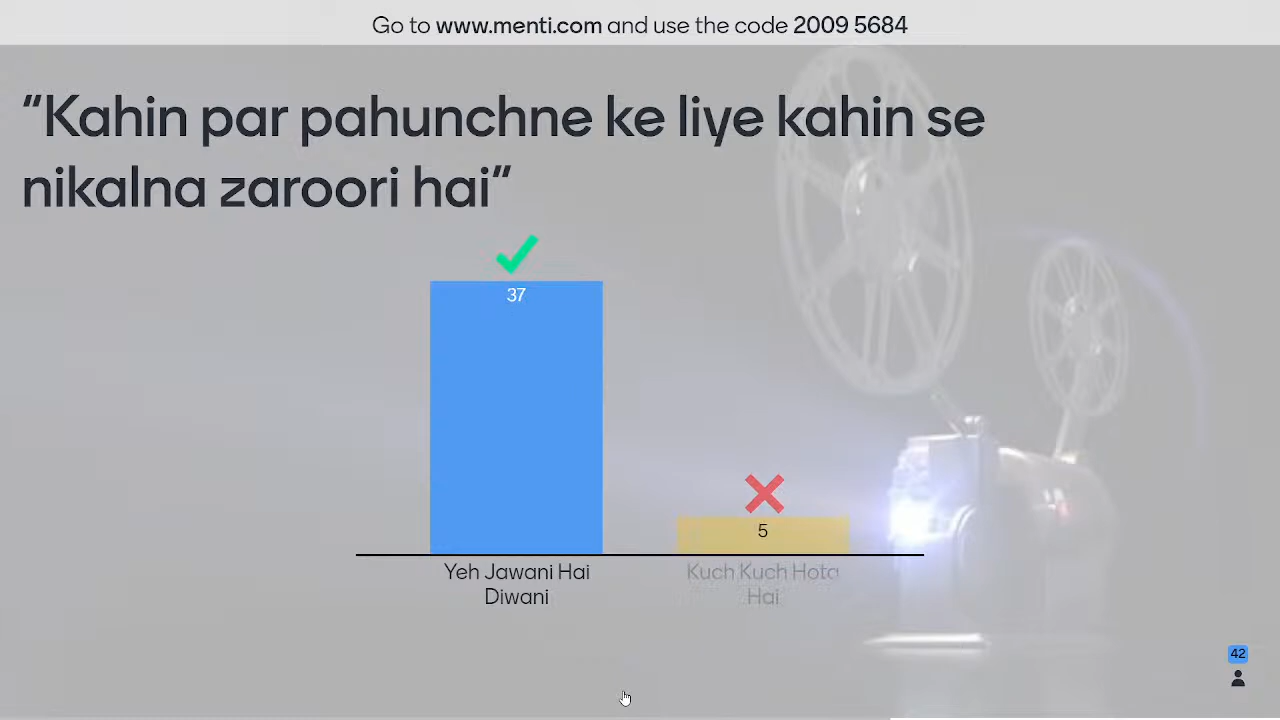 Go to www.menti.com and use the code 2009 5684
“Kahin par pahunchne ke liye kahin se
nikalna zaroori hai”
37
5
Yeh Jawani Hai
Diwani
Kuch Kuch Hota
Hai
42